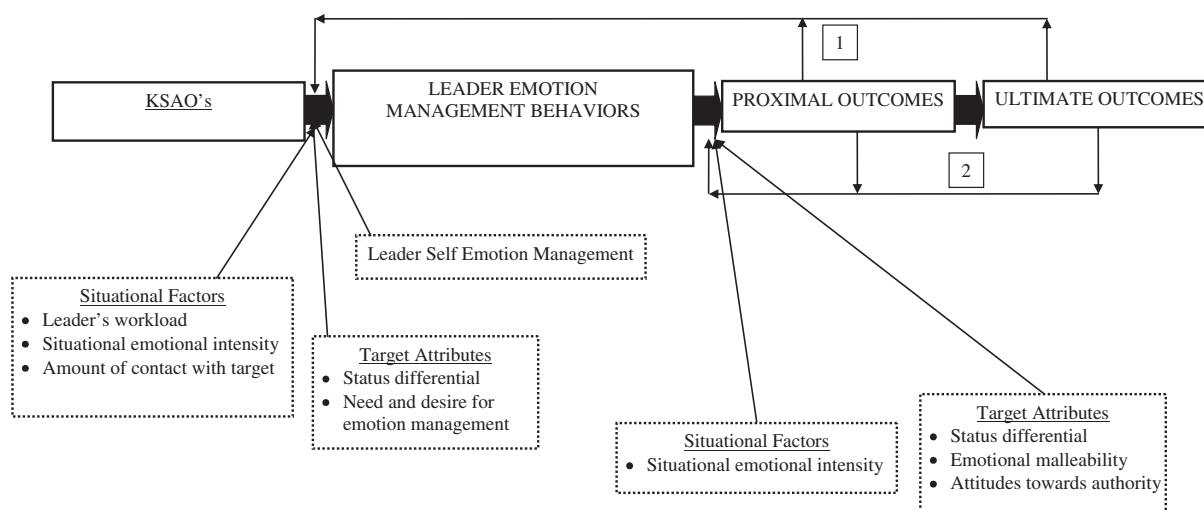 1
KSAO's
LEADER EMOTION
MANAGEMENT BEHAVIORS
PROXIMAL OUTCOMES
ULTIMATE OUTCOMES
2
Leader Self Emotion Management
Situational Factors
• Leader's workload
• Situational emotional intensity
• Amount of contact with target
Target Attributes
• Status differential
• Need and desire for
emotion management
Situational Factors
• Situational emotional intensity
Target Attributes
• Status differential
• Emotional malleability
• Attitudes towards authority